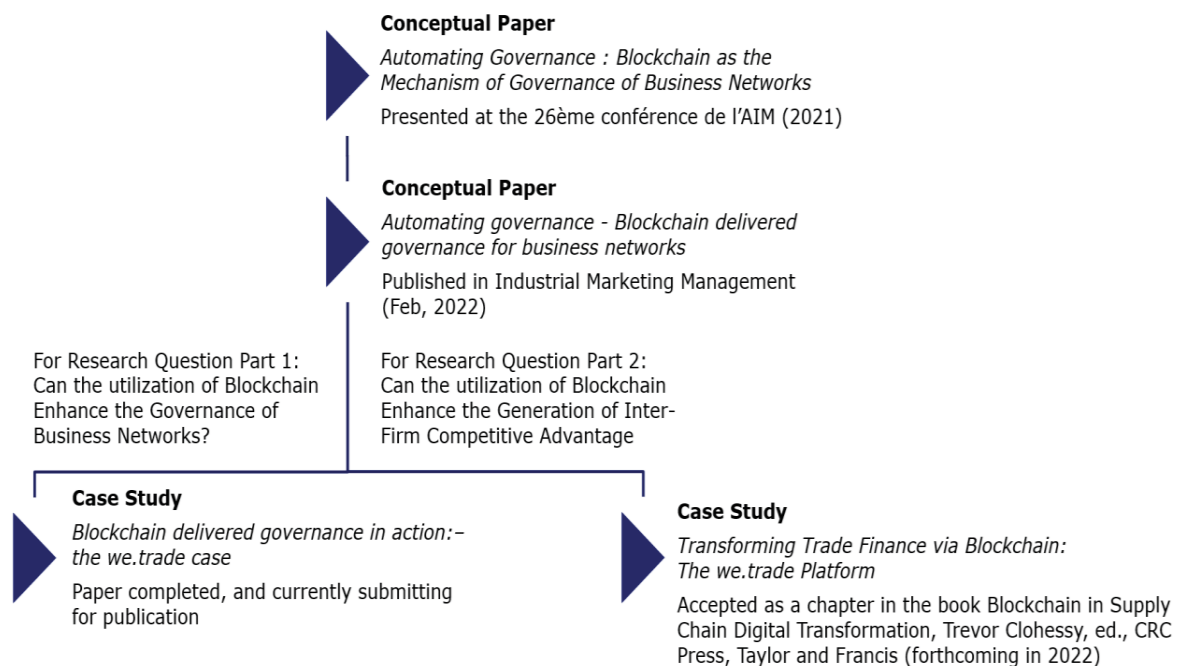 Conceptual Paper
Automating Governance : Blockchain as the
Mechanism of Governance of Business Networks
Presented at the 26ème conférence de l’AIM (2021)
Conceptual Paper
Automating governance - Blockchain delivered
governance for business networks
Published in Industrial Marketing Management
(Feb, 2022)
For Research Question Part 1:
Can the utilization of Blockchain
Enhance the Governance of
Business Networks?
For Research Question Part 2:
Can the utilization of Blockchain
Enhance the Generation of Inter-
Firm Competitive Advantage
Case Study
Blockchain delivered governance in action:–
the we.trade case
Paper completed, and currently submitting
for publication
Case Study
Transforming Trade Finance via Blockchain:
The we.trade Platform
Accepted as a chapter in the book Blockchain in Supply
Chain Digital Transformation, Trevor Clohessy, ed., CRC
Press, Taylor and Francis (forthcoming in 2022)